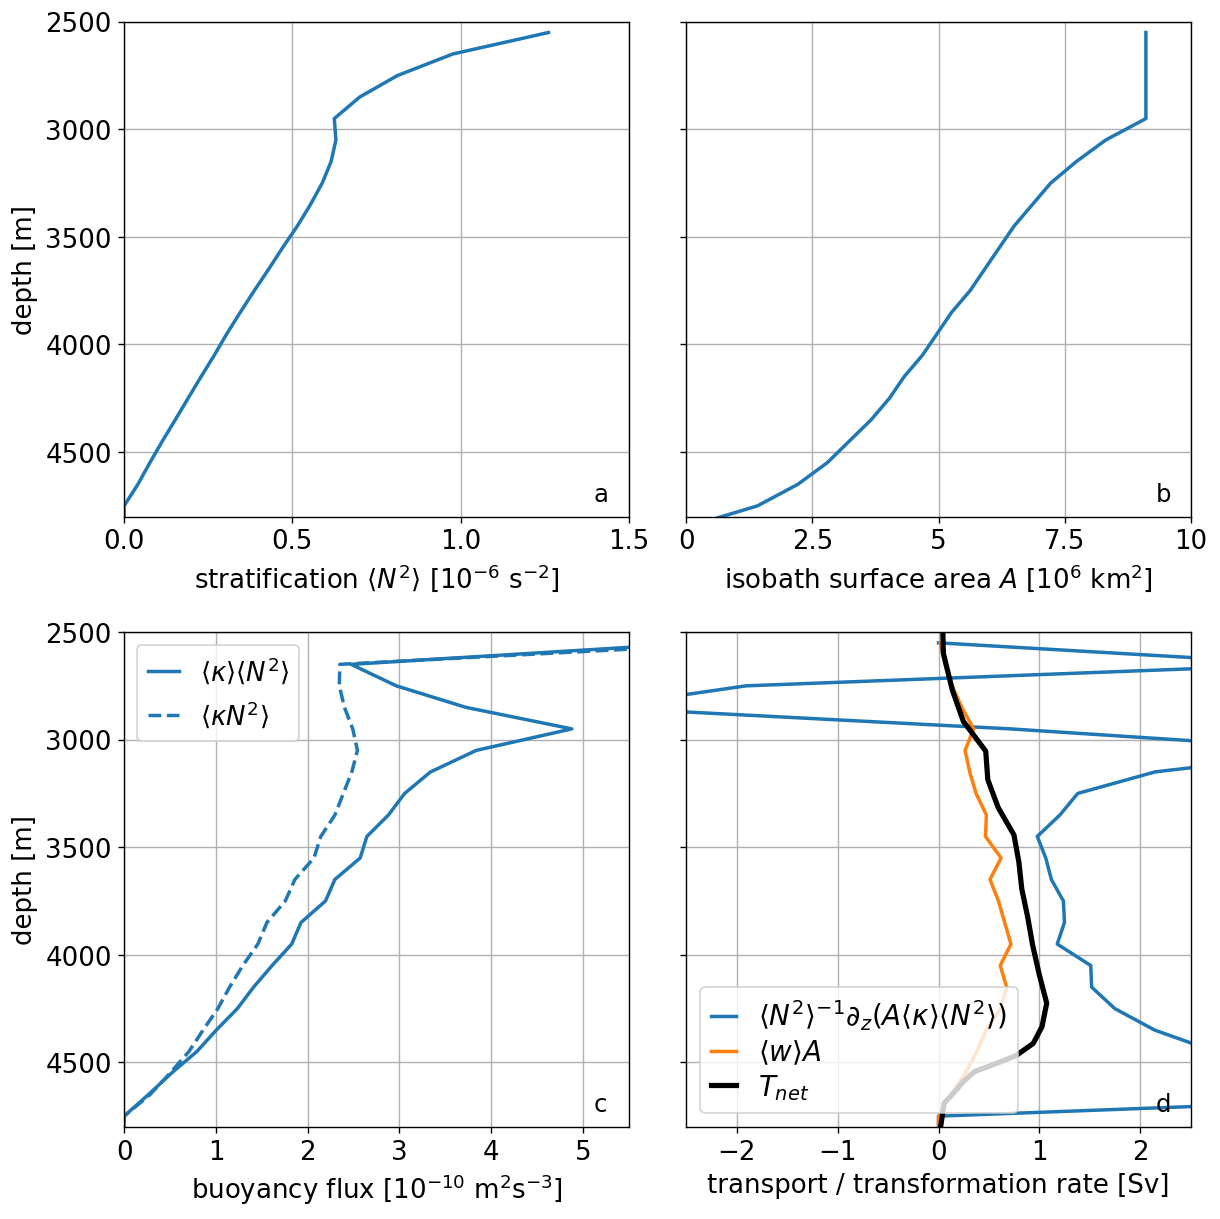 2500
3000
3500
4000
4500
depth [m]
0.0 0.5 1.0 1.5
stratification ⟨N²⟩ [10⁻⁶ s⁻²]
a
0 2.5 5 7.5 10
isobath surface area A [10⁶ km²]
b
2500
3000
3500
4000
4500
depth [m]
⟨κ⟩⟨N²⟩
⟨κN²⟩
0 1 2 3 4 5
buoyancy flux [10⁻¹⁰ m²s⁻³]
c
⟨N²⟩⁻¹∂z(A⟨κ⟩⟨N²⟩)
⟨w⟩A
Tnet
−2 −1 0 1 2
transport / transformation rate [Sv]
d